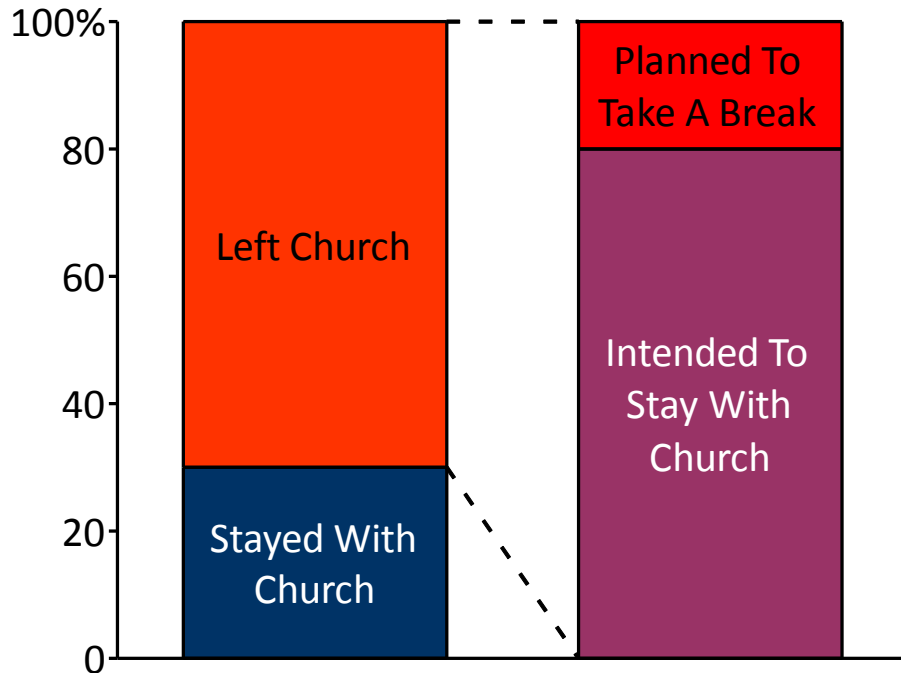 100%
80
60
40
20
0
Left Church
Stayed With
Church
Planned To
Take A Break
Intended To
Stay With
Church